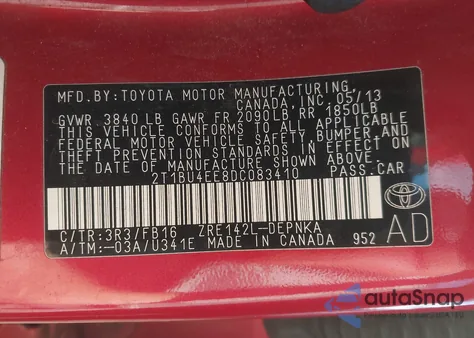 MFD.BY:TOYOTA MOTOR MANUFACTURING
CANADA, INC. 05/13
GVWR 3840 LB GAWR FR 2090LB RR 1850LB
THIS VEHICLE CONFORMS TO ALL APPLICABLE
FEDERAL MOTOR VEHICLE SAFETY, BUMPER, AND
THEFT PREVENTION STANDARDS IN EFFECT ON
THE DATE OF MANUFACTURE SHOWN ABOVE.
2T1BU4EE8DC083410 PASS.CAR
TOYOTA
C/TR:3R3/FB16 ZRE142L-DEPNKA
A/TM:-03A/U341E MADE IN CANADA 952
AD
autoSnap